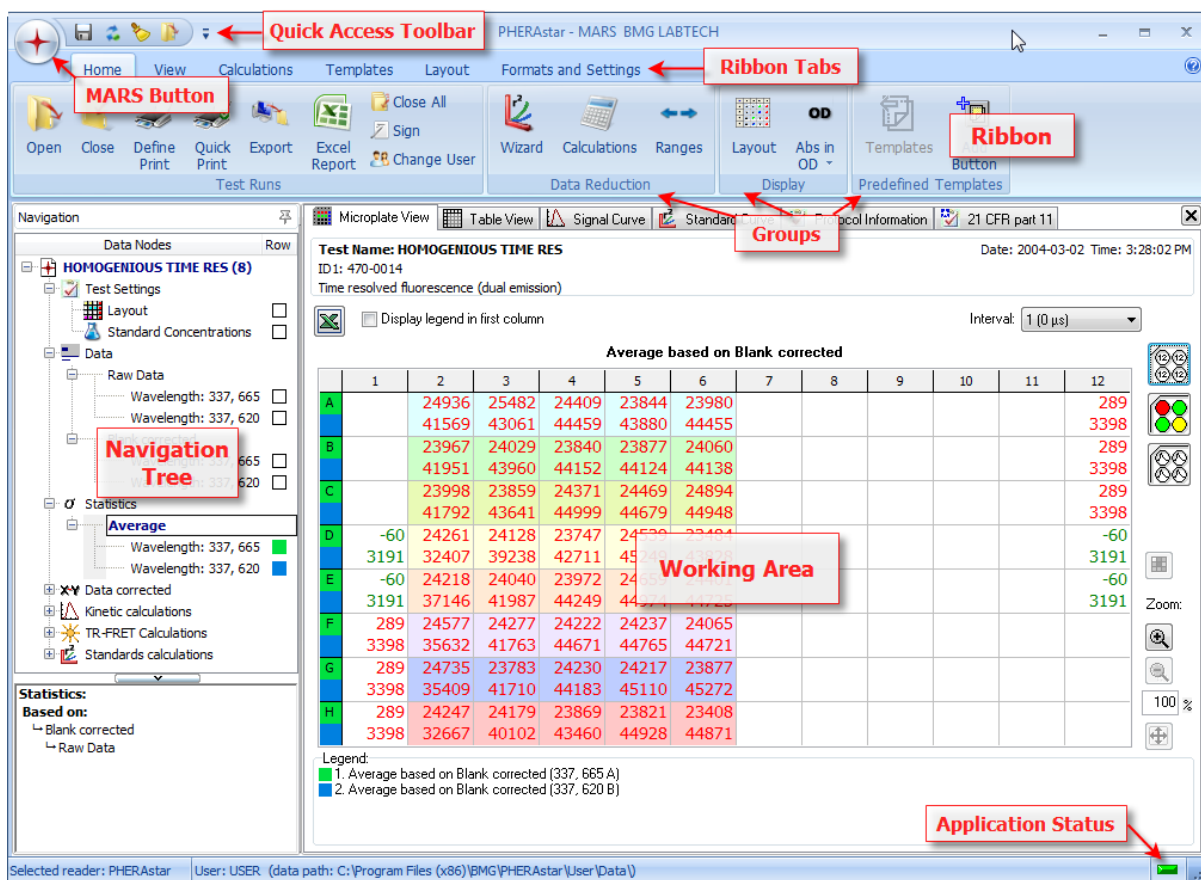 Quick Access Toolbar
PHERAstar - MARS BMG LABTECH
Home View Calculations Templates Layout Formats and Settings
Ribbon Tabs
MARS Button
Open Close Define Print Quick Print Export Excel Report Close All Sign Change User
Test Runs
Wizard Calculations Ranges
Data Reduction
Layout Abs in OD
OD
Display
Templates Button
Predefined Templates
Ribbon
Groups
Navigation
Data Nodes Row
HOMOGENIOUS TIME RES (8)
Test Settings
Layout
Standard Concentrations
Data
Raw Data
Wavelength: 337, 665
Wavelength: 337, 620
665
620
Navigation
Tree
Statistics
Average
Wavelength: 337, 665
Wavelength: 337, 620
Data corrected
Kinetic calculations
TR-FRET Calculations
Standards calculations
Statistics:
Based on:
Blank corrected
Raw Data
Microplate View Table View Signal Curve Standard Curve Protocol Information 21 CFR part 11
Test Name: HOMOGENIOUS TIME RES Date: 2004-03-02 Time: 3:28:02 PM
ID1: 470-0014
Time resolved fluorescence (dual emission)
Display legend in first column Interval: 1 (0 µs)
Average based on Blank corrected
1 2 3 4 5 6 7 8 9 10 11 12
A 24936 25482 24409 23844 23980 289
41569 43061 44459 43880 44455 3398
B 23967 24029 23840 23877 24060 289
41951 43960 44152 44124 44138 3398
C 23998 23859 24371 24469 24894 289
41792 43641 44999 44679 44948 3398
D -60 24261 24128 23747 -60
3191 32407 39238 42711 3191
E -60 24218 24040 23972 -60
3191 37146 41987 44249 3191
F 289 24577 24277 24222 24237 24065
3398 35632 41763 44671 44765 44721
G 289 24735 23783 24230 24217 23877
3398 35409 41710 44183 45110 45272
H 289 24247 24179 23869 23821 23408
3398 32667 40102 43460 44928 44871
Working Area
Zoom:
100 %
Legend:
1. Average based on Blank corrected (337, 665 A)
2. Average based on Blank corrected (337, 620 B)
Application Status
Selected reader: PHERAstar User: USER (data path: C:\Program Files (x86)\BMG\PHERAstar\User\Data\)